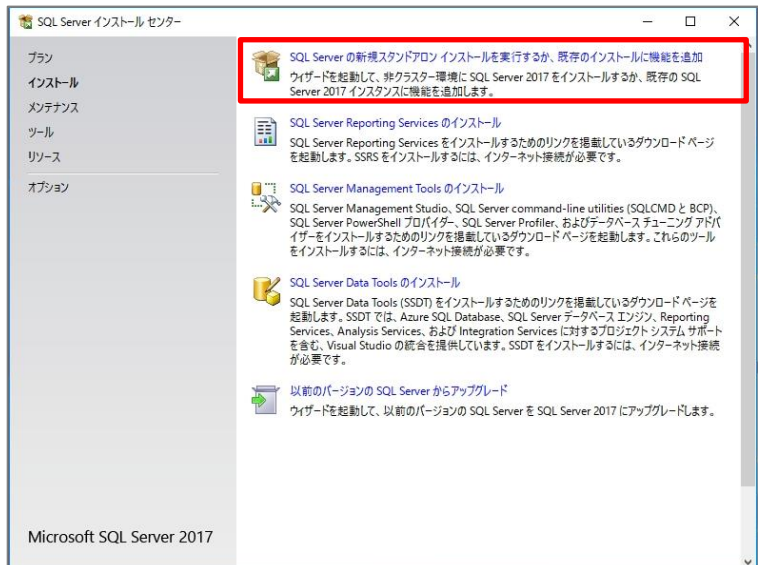 SQL Server インストール センター
プラン
インストール
メンテナンス
ツール
リソース
オプション
SQL Server の新規スタンドアロン インストールを実行するか、既存のインストールに機能を追加
ウィザードを起動して、非クラスター環境に SQL Server 2017 をインストールするか、既存の SQL
Server 2017 インスタンスに機能を追加します。
SQL Server Reporting Services のインストール
SQL Server Reporting Services をインストールするためのリンクを掲載しているダウンロード ページ
を起動します。SSRS をインストールするには、インターネット接続が必要です。
SQL Server Management Tools のインストール
SQL Server Management Studio、SQL Server command-line utilities (SQLCMD と BCP)、
SQL Server PowerShell プロバイダー、SQL Server Profiler、およびデータベース チューニング アドバ
イザーをインストールするためのリンクを掲載しているダウンロード ページを起動します。これらのツール
をインストールするには、インターネット接続が必要です。
SQL Server Data Tools のインストール
SQL Server Data Tools (SSDT) をインストールするためのリンクを掲載しているダウンロード ページを
起動します。SSDT では、Azure SQL Database、SQL Server データベース エンジン、Reporting
Services、Analysis Services、および Integration Services に対するプロジェクト システム サポート
を含む、Visual Studio の統合を提供しています。SSDT をインストールするには、インターネット接続
が必要です。
以前のバージョンの SQL Server からアップグレード
ウィザードを起動して、以前のバージョンの SQL Server を SQL Server 2017 にアップグレードします。
Microsoft SQL Server 2017